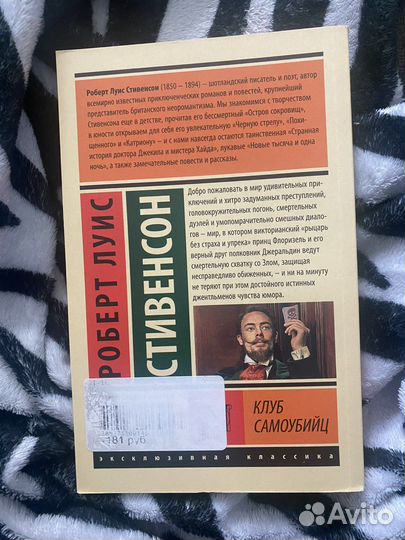 Роберт Луис Стивенсон (1850 – 1894) – шотландский писатель и поэт, автор
всемирно известных приключенческих романов и повестей, крупнейший
представитель британского неоромантизма. Мы знакомимся с творчеством
Стивенсона еще в детстве, прочитав его бессмертный «Остров сокровищ»,
в юности открываем для себя его увлекательную «Черную стрелу», «Похи-
щенного» и «Катриону» – и с нами навсегда остаются таинственная «Странная
история доктора Джекила и мистера Хайда», лукавые «Новые тысяча и одна
ночь», а также замечательные повести и рассказы.
РОБЕРТ ЛУИС
СТИВЕНСОН
Добро пожаловать в мир удивительных при-
ключений и хитро задуманных преступлений,
головокружительных погонь, смертельных
дуэлей и умопомрачительно смешных диало-
гов – мир, в котором викторианский «рыцарь
без страха и упрека» принц Флоризель и его
верный друг полковник Джеральдин ведут
смертельную схватку со Злом, защищая
несправедливо обиженных, – и ни на минуту
не теряют при этом достойного истинных
джентльменов чувства юмора.
181 руб
КЛУБ
САМОУБИЙЦ
эксклюзивная классика
Avito